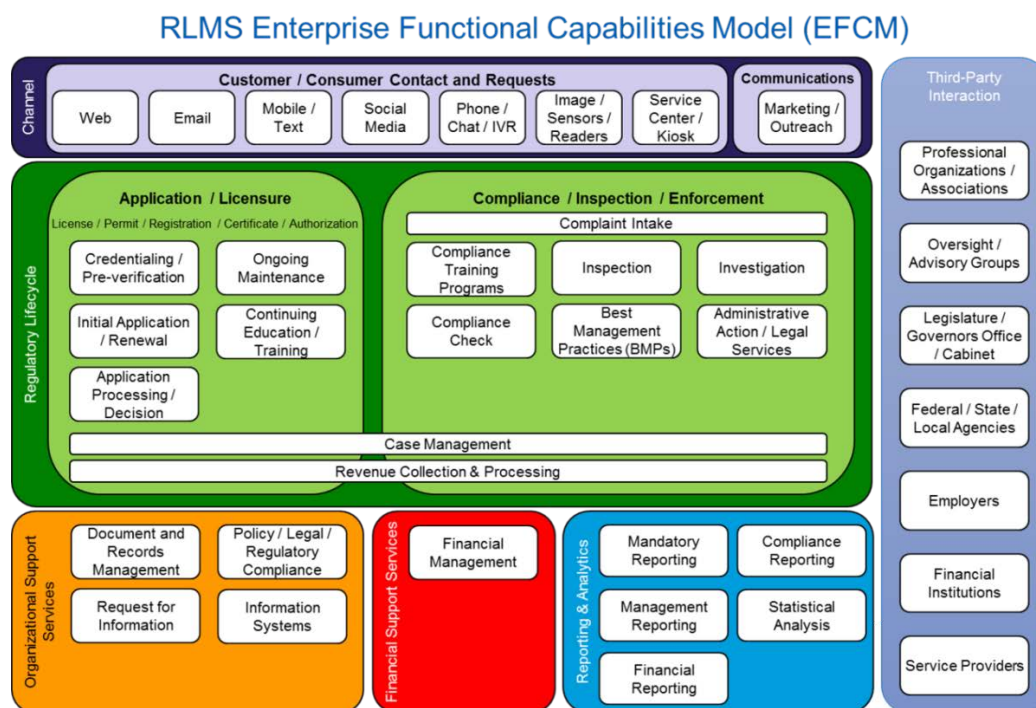 RLMS Enterprise Functional Capabilities Model (EFCM)
Channel
Customer / Consumer Contact and Requests
Web
Email
Mobile /
Text
Social
Media
Phone /
Chat / IVR
Image /
Sensors /
Readers
Service
Center /
Kiosk
Communications
Marketing /
Outreach
Regulatory Lifecycle
Application / Licensure
License / Permit / Registration / Certificate / Authorization
Credentialing /
Pre-verification
Ongoing
Maintenance
Initial Application
/ Renewal
Continuing
Education /
Training
Application
Processing /
Decision
Compliance / Inspection / Enforcement
Complaint Intake
Compliance
Training
Programs
Inspection
Investigation
Compliance
Check
Best
Management
Practices (BMPs)
Administrative
Action / Legal
Services
Case Management
Revenue Collection & Processing
Organizational Support
Services
Document and
Records
Management
Policy / Legal /
Regulatory
Compliance
Request for
Information
Information
Systems
Financial Support Services
Financial
Management
Reporting & Analytics
Mandatory
Reporting
Compliance
Reporting
Management
Reporting
Statistical
Analysis
Financial
Reporting
Third-Party
Interaction
Professional
Organizations /
Associations
Oversight /
Advisory Groups
Legislature /
Governors Office
/ Cabinet
Federal / State /
Local Agencies
Employers
Financial
Institutions
Service Providers